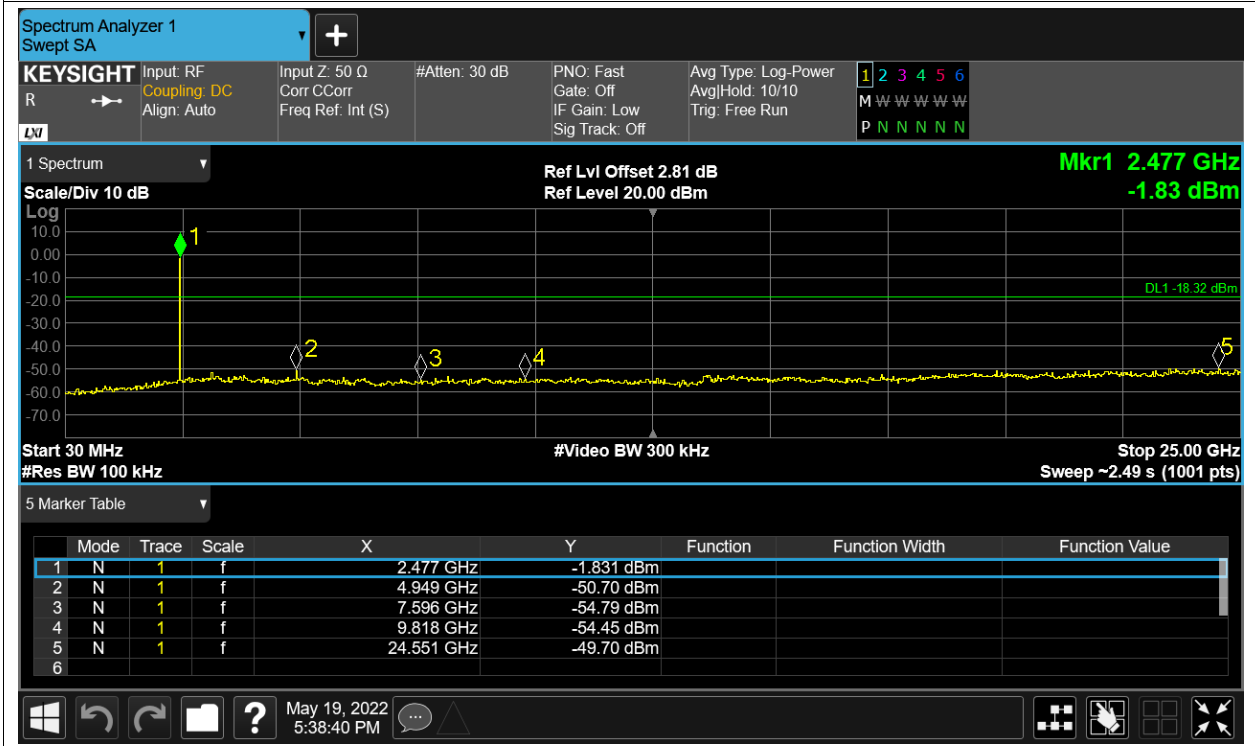 Spectrum Analyzer 1
Swept SA
+
KEYSIGHT Input: RF Input Z: 50 Ω #Atten: 30 dB PNO: Fast Avg Type: Log-Power 1 2 3 4 5 6
R Coupling: DC Corr CCorr Gate: Off Avg|Hold: 10/10 M W W W W W
Align: Auto Freq Ref: Int (S) IF Gain: Low Trig: Free Run
LXI Sig Track: Off P N N N N N
1 Spectrum Ref Lvl Offset 2.81 dB Mkr1 2.477 GHz
Scale/Div 10 dB Ref Level 20.00 dBm -1.83 dBm
Log
10.0 1
0.00
-10.0
-20.0 DL1 -18.32 dBm
-30.0
-40.0 2 3 4 5
-50.0
-60.0
-70.0
Start 30 MHz #Video BW 300 kHz Stop 25.00 GHz
#Res BW 100 kHz Sweep ~2.49 s (1001 pts)
5 Marker Table
Mode Trace Scale X Y Function Function Width Function Value
1 N 1 f 2.477 GHz -1.831 dBm
2 N 1 f 4.949 GHz -50.70 dBm
3 N 1 f 7.596 GHz -54.79 dBm
4 N 1 f 9.818 GHz -54.45 dBm
5 N 1 f 24.551 GHz -49.70 dBm
6
? May 19, 2022
5:38:40 PM